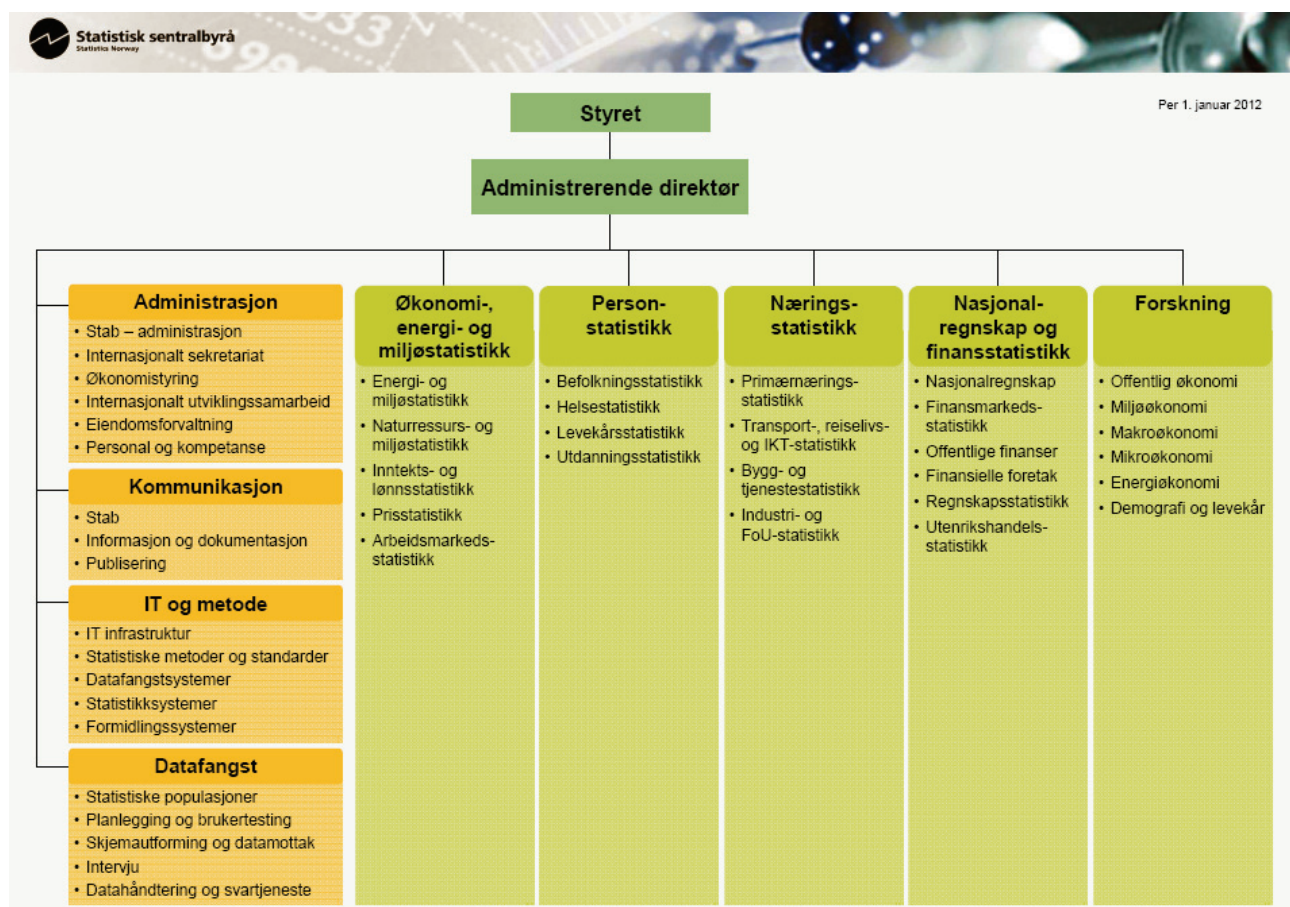 Statistisk sentralbyrå
Statistics Norway
Per 1. januar 2012
Styret
Administrerende direktør
Administrasjon
• Stab – administrasjon
• Internasjonalt sekretariat
• Økonomistyring
• Internasjonalt utviklingssamarbeid
• Eiendomsforvaltning
• Personal og kompetanse
Kommunikasjon
• Stab
• Informasjon og dokumentasjon
• Publisering
IT og metode
• IT infrastruktur
• Statistiske metoder og standarder
• Datafangstsystemer
• Statistikksystemer
• Formidlingssystemer
Datafangst
• Statistiske populasjoner
• Planlegging og brukertesting
• Skjemautforming og datamottak
• Intervju
• Datahåndtering og svartjeneste
Økonomi-,
energi- og
miljøstatistikk
• Energi- og
miljøstatistikk
• Naturressurs- og
miljøstatistikk
• Inntekts- og
lønnsstatistikk
• Prisstatistikk
• Arbeidsmarkeds-
statistikk
Person-
statistikk
• Befolkningsstatistikk
• Helsestatistikk
• Levekårsstatistikk
• Utdanningsstatistikk
Nærings-
statistikk
• Primærnærings-
statistikk
• Transport-, reiselivs-
og IKT-statistikk
• Bygg- og
tjenestestatistikk
• Industri- og
FoU-statistikk
Nasjonal-
regnskap og
finansstatistikk
• Nasjonalregnskap
• Finansmarkeds-
statistikk
• Offentlige finanser
• Finansielle foretak
• Regnskapsstatistikk
• Utenrikshandels-
statistikk
Forskning
• Offentlig økonomi
• Miljøøkonomi
• Makroøkonomi
• Mikroøkonomi
• Energiøkonomi
• Demografi og levekår